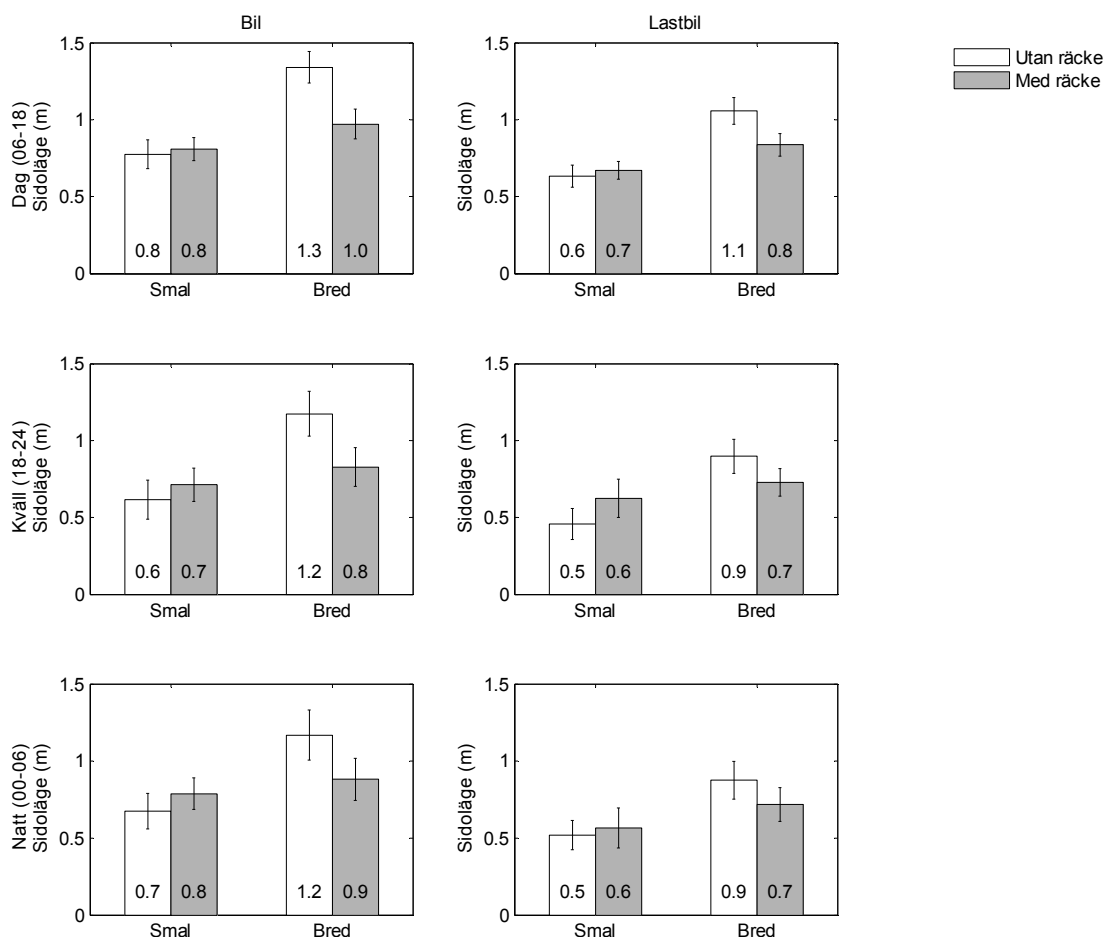 Bil
Lastbil
Utan räcke
Med räcke
Dag (06-18)
Sidoläge (m)
1.5
1
0.5
0
0.8
0.8
1.3
1.0
Smal
Bred
Sidoläge (m)
1.5
1
0.5
0
0.6
0.7
1.1
0.8
Smal
Bred
Kväll (18-24)
Sidoläge (m)
1.5
1
0.5
0
0.6
0.7
1.2
0.8
Smal
Bred
Sidoläge (m)
1.5
1
0.5
0
0.5
0.6
0.9
0.7
Smal
Bred
Natt (00-06)
Sidoläge (m)
1.5
1
0.5
0
0.7
0.8
1.2
0.9
Smal
Bred
Sidoläge (m)
1.5
1
0.5
0
0.5
0.6
0.9
0.7
Smal
Bred